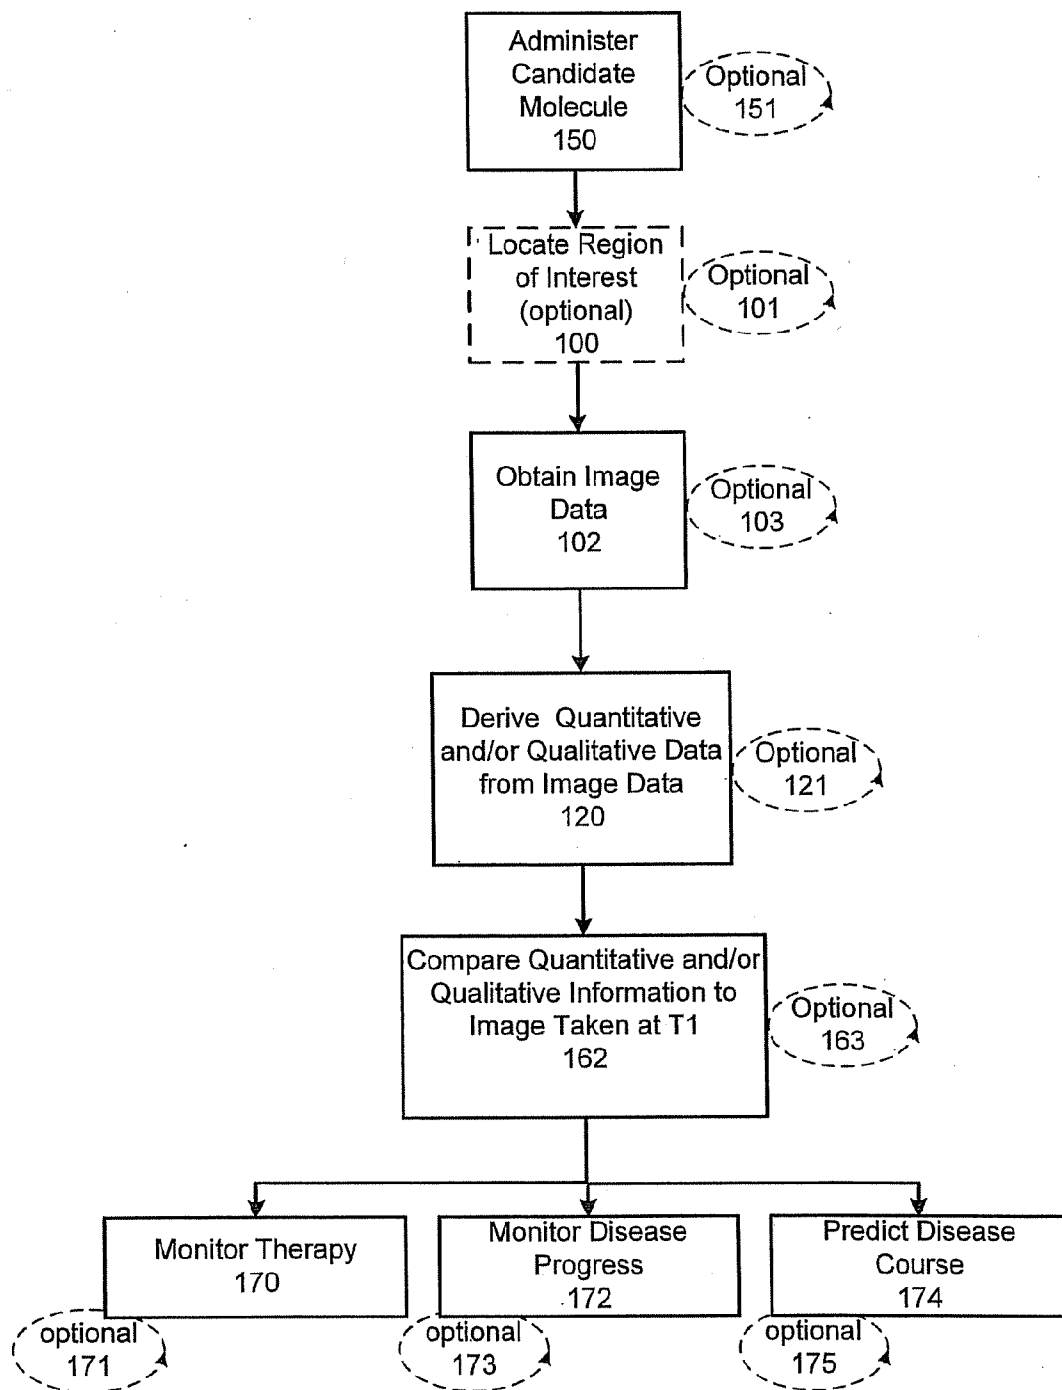 Administer
Candidate
Molecule
150
Optional
151
Locate Region
of Interest
(optional)
100
Optional
101
Obtain Image
Data
102
Optional
103
Derive Quantitative
and/or Qualitative Data
from Image Data
120
Optional
121
Compare Quantitative and/or
Qualitative Information to
Image Taken at T1
162
Optional
163
Monitor Therapy
170
optional
171
Monitor Disease
Progress
172
optional
173
Predict Disease
Course
174
optional
175